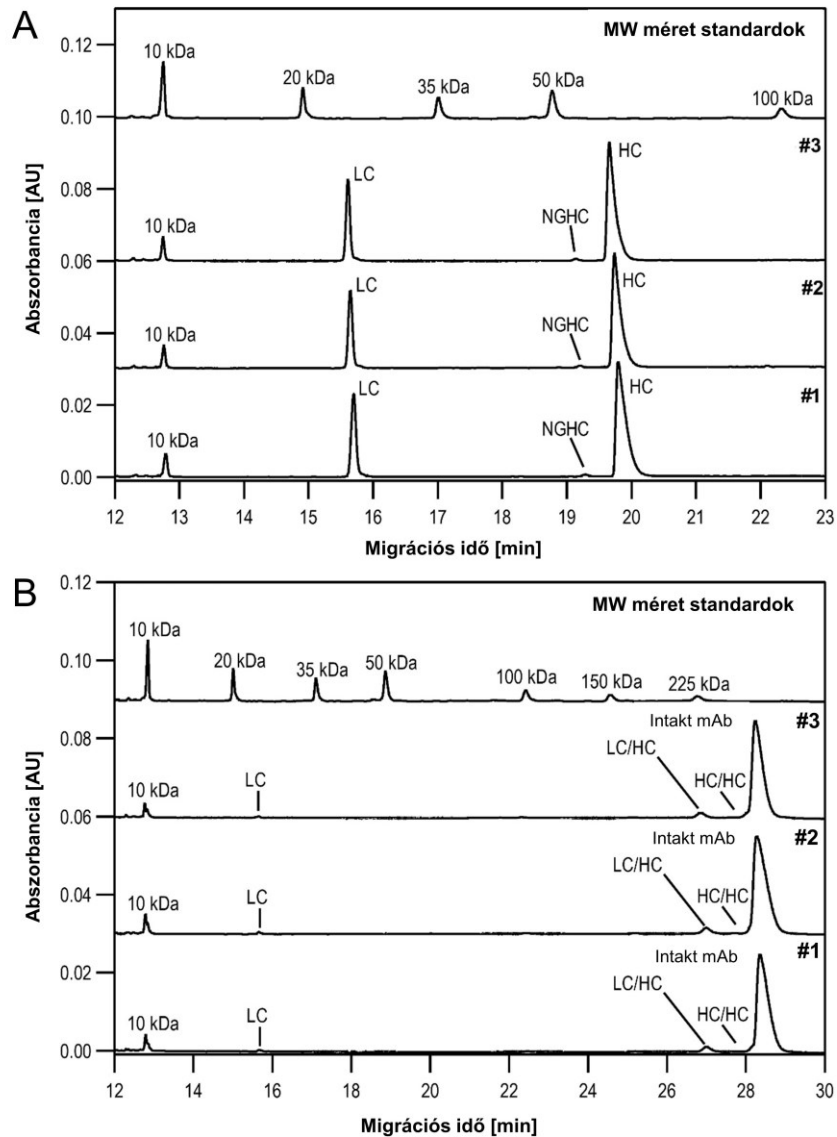 A
0.12
MW méret standardok
10 kDa
20 kDa
35 kDa
50 kDa
100 kDa
0.10
#3
LC
HC
0.08
10 kDa
NGHC
0.06
#2
LC
HC
0.04
10 kDa
NGHC
#1
LC
HC
0.02
10 kDa
NGHC
0.00
Abszorbancia [AU]
12 13 14 15 16 17 18 19 20 21 22 23
Migrációs idő [min]
B
0.12
MW méret standardok
10 kDa
20 kDa
35 kDa
50 kDa
100 kDa
150 kDa
225 kDa
0.10
Intakt mAb
#3
0.08
LC/HC
10 kDa
LC
HC/HC
0.06
Intakt mAb
#2
LC/HC
10 kDa
LC
HC/HC
0.04
Intakt mAb
#1
0.02
LC/HC
10 kDa
LC
HC/HC
0.00
Abszorbancia [AU]
12 14 16 18 20 22 24 26 28 30
Migrációs idő [min]